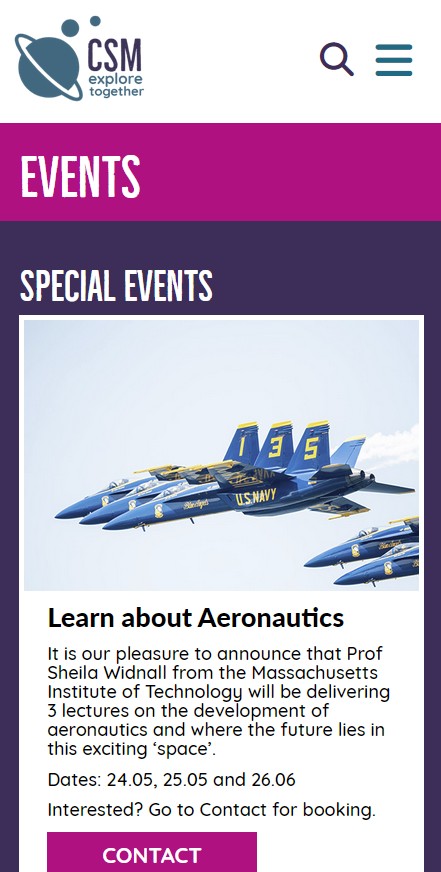 CSM
explore
together
EVENTS
SPECIAL EVENTS
1 3 5
U.S.NAVY
Learn about Aeronautics
It is our pleasure to announce that Prof
Sheila Widnall from the Massachusetts
Institute of Technology will be delivering
3 lectures on the development of
aeronautics and where the future lies in
this exciting ‘space’.
Dates: 24.05, 25.05 and 26.06
Interested? Go to Contact for booking.
CONTACT